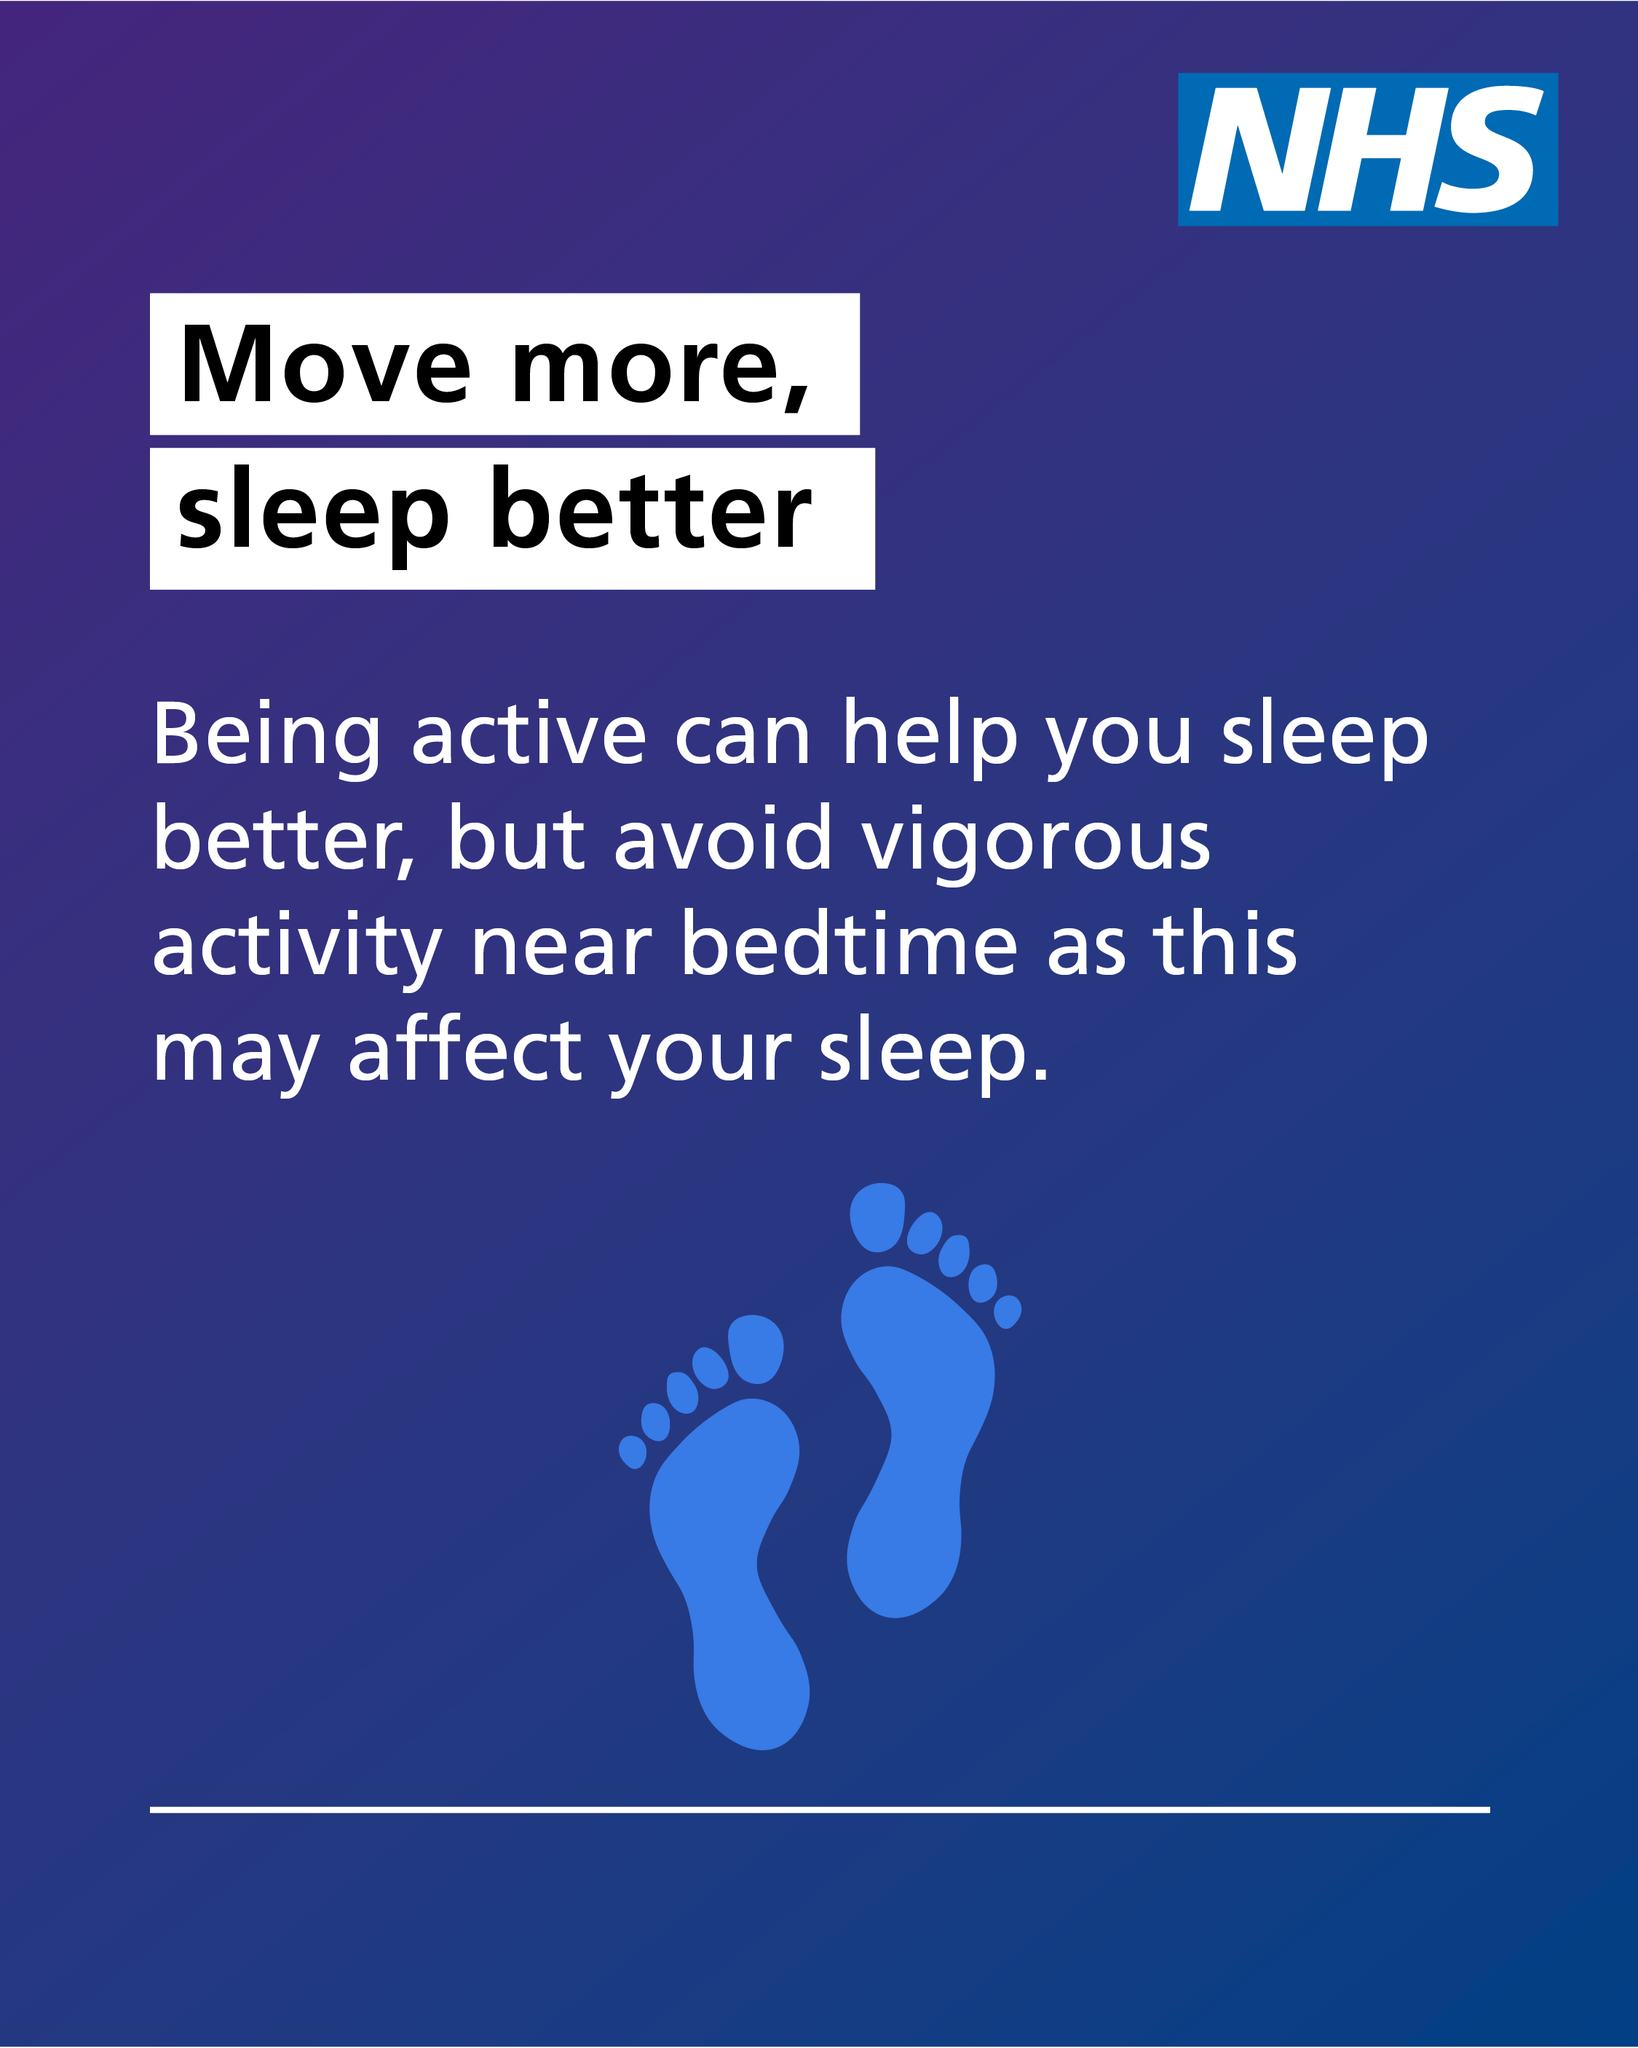 NHS
Move more,
sleep better
Being active can help you sleep
better, but avoid vigorous
activity near bedtime as this
may affect your sleep.